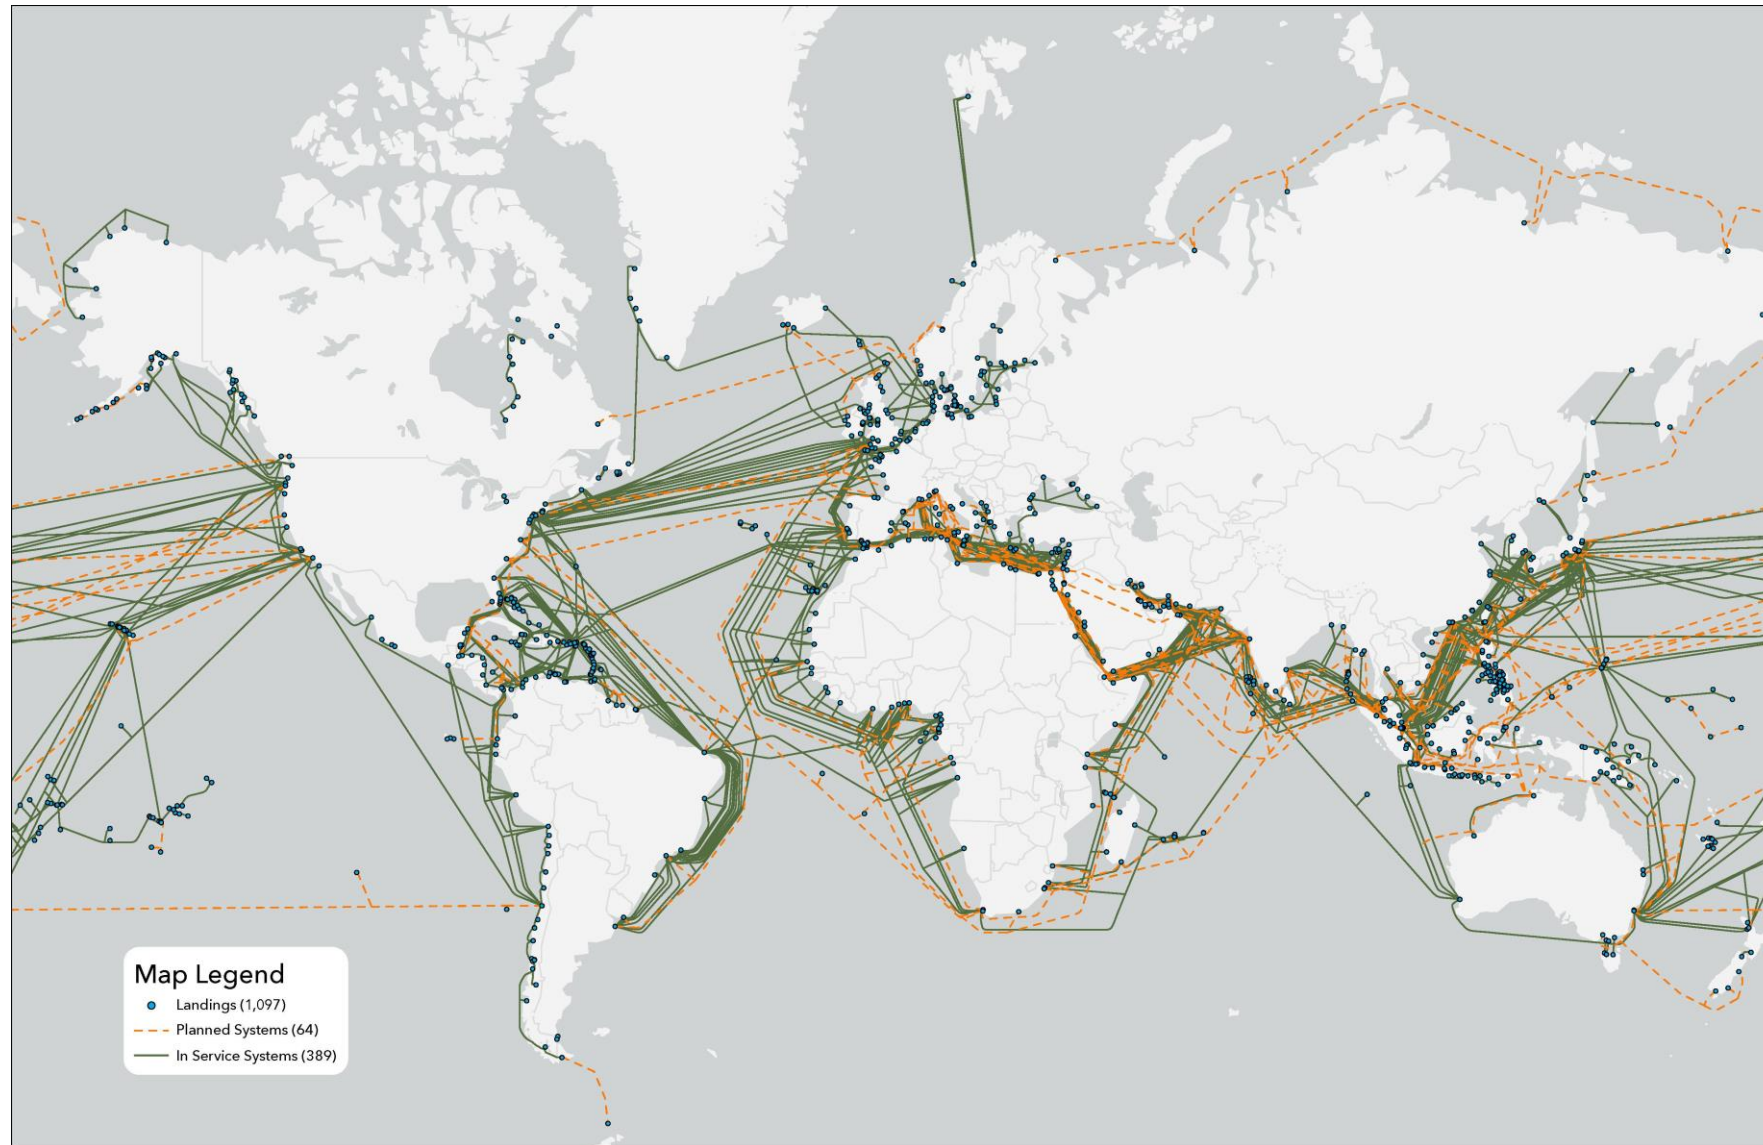 Map Legend
Landings (1,097)
Planned Systems (64)
In Service Systems (389)